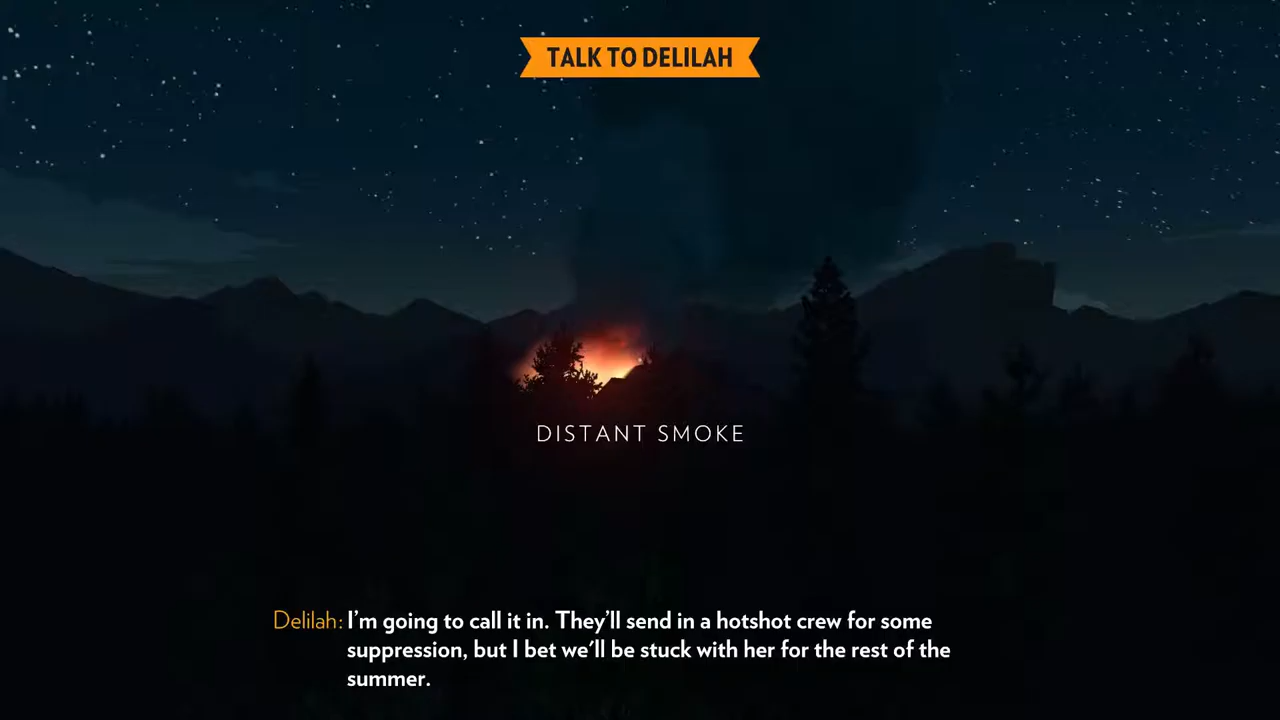 TALK TO DELILAH
DISTANT SMOKE
Delilah: I'm going to call it in. They'll send in a hotshot crew for some
suppression, but I bet we'll be stuck with her for the rest of the
summer.